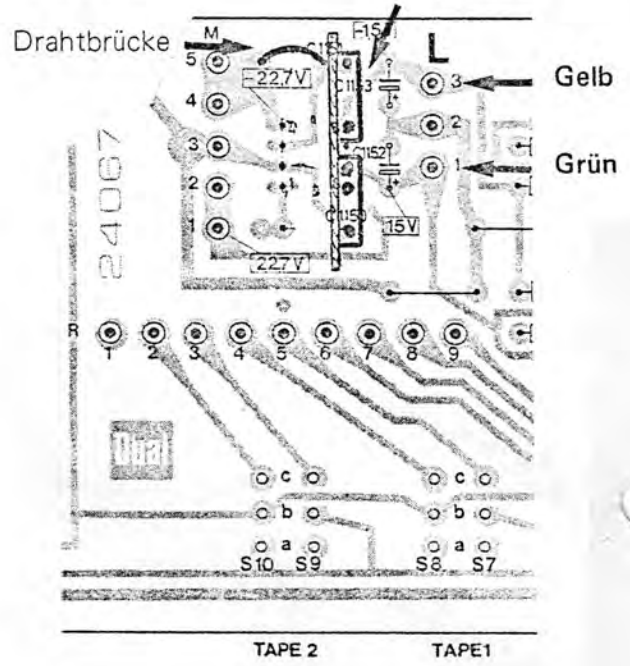 Drahtbrücke
M
5
4
3
2
1
-22,7V
22,7V
15V
C1153
C1152
C1150
L
3
2
1
Gelb
Grün
24067
R
1 2 3 4 5 6 7 8 9
Dual
c c
b b
a a
S10 S9 S8 S7
TAPE 2 TAPE1